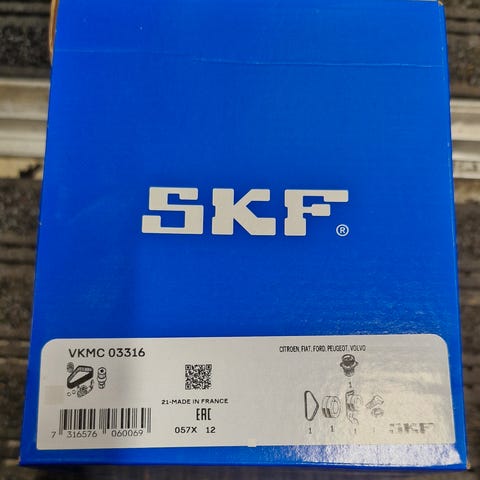 SKF®
VKMC 03316
CITROEN, FIAT, FORD, PEUGEOT, VOLVO
1
21-MADE IN FRANCE
EAC
057X 12
7 316576 060069
1 1 1
SKF